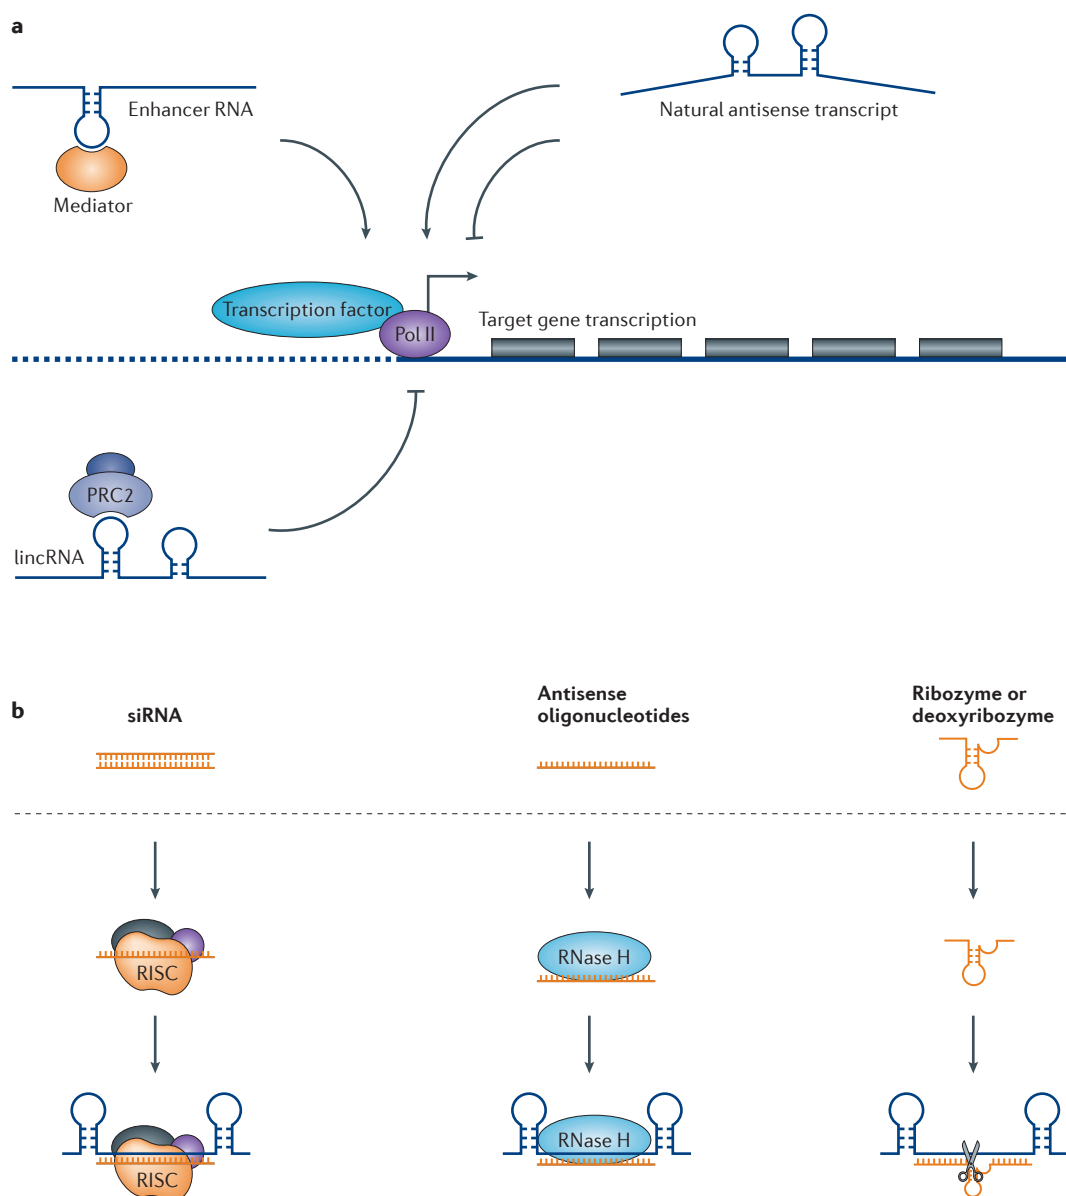 a
Enhancer RNA
Mediator
Natural antisense transcript
Transcription factor
Pol II
Target gene transcription
PRC2
lincRNA
b
siRNA
Antisense
oligonucleotides
Ribozyme or
deoxyribozyme
RISC
RNase H
RISC
RNase H